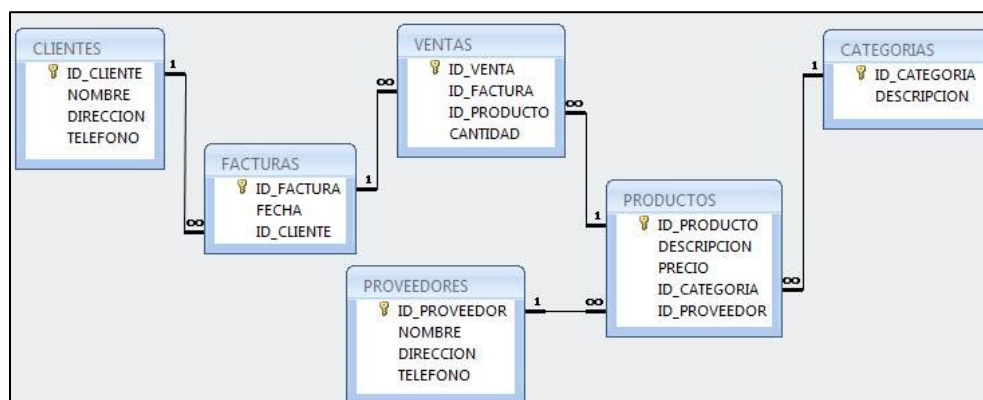 CLIENTES
ID_CLIENTE
NOMBRE
DIRECCION
TELEFONO
1
∞
FACTURAS
ID_FACTURA
FECHA
ID_CLIENTE
1
∞
VENTAS
ID_VENTA
ID_FACTURA
ID_PRODUCTO
CANTIDAD
∞
1
PROVEEDORES
ID_PROVEEDOR
NOMBRE
DIRECCION
TELEFONO
1
∞
PRODUCTOS
ID_PRODUCTO
DESCRIPCION
PRECIO
ID_CATEGORIA
ID_PROVEEDOR
∞
1
CATEGORIAS
ID_CATEGORIA
DESCRIPCION